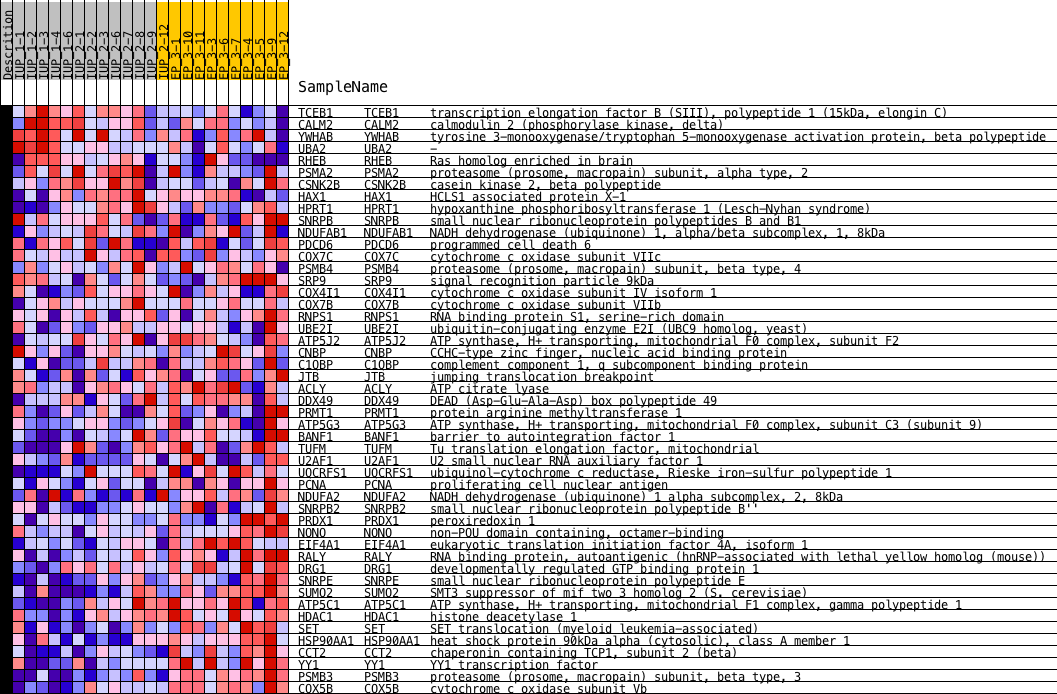 Descrition
IUP_1-1
IUP_1-2
IUP_1-3
IUP_1-4
IUP_1-6
IUP_2-1
IUP_2-2
IUP_2-3
IUP_2-6
IUP_2-7
IUP_2-8
IUP_2-9
IUP_2-12
EP_3-1
EP_3-10
EP_3-11
EP_3-3
EP_3-6
EP_3-7
EP_3-4
EP_3-5
EP_3-9
EP_3-12
SampleName
TCEB1 TCEB1 transcription elongation factor B (SIII), polypeptide 1 (15kDa, elongin C)
CALM2 CALM2 calmodulin 2 (phosphorylase kinase, delta)
YWHAB YWHAB tyrosine 3-monooxygenase/tryptophan 5-monooxygenase activation protein, beta polypeptide
UBA2 UBA2 -
RHEB RHEB Ras homolog enriched in brain
PSMA2 PSMA2 proteasome (prosome, macropain) subunit, alpha type, 2
CSNK2B CSNK2B casein kinase 2, beta polypeptide
HAX1 HAX1 HCLS1 associated protein X-1
HPRT1 HPRT1 hypoxanthine phosphoribosyltransferase 1 (Lesch-Nyhan syndrome)
SNRPB SNRPB small nuclear ribonucleoprotein polypeptides B and B1
NDUFAB1 NDUFAB1 NADH dehydrogenase (ubiquinone) 1, alpha/beta subcomplex, 1, 8kDa
PDCD6 PDCD6 programmed cell death 6
COX7C COX7C cytochrome c oxidase subunit VIIc
PSMB4 PSMB4 proteasome (prosome, macropain) subunit, beta type, 4
SRP9 SRP9 signal recognition particle 9kDa
COX4I1 COX4I1 cytochrome c oxidase subunit IV isoform 1
COX7B COX7B cytochrome c oxidase subunit VIIb
RNPS1 RNPS1 RNA binding protein S1, serine-rich domain
UBE2I UBE2I ubiquitin-conjugating enzyme E2I (UBC9 homolog, yeast)
ATP5J2 ATP5J2 ATP synthase, H+ transporting, mitochondrial F0 complex, subunit F2
CNBP CNBP CCHC-type zinc finger, nucleic acid binding protein
C1QBP C1QBP complement component 1, q subcomponent binding protein
JTB JTB jumping translocation breakpoint
ACLY ACLY ATP citrate lyase
DDX49 DDX49 DEAD (Asp-Glu-Ala-Asp) box polypeptide 49
PRMT1 PRMT1 protein arginine methyltransferase 1
ATP5G3 ATP5G3 ATP synthase, H+ transporting, mitochondrial F0 complex, subunit C3 (subunit 9)
BANF1 BANF1 barrier to autointegration factor 1
TUFM TUFM Tu translation elongation factor, mitochondrial
U2AF1 U2AF1 U2 small nuclear RNA auxiliary factor 1
UQCRFS1 UQCRFS1 ubiquinol-cytochrome c reductase, Rieske iron-sulfur polypeptide 1
PCNA PCNA proliferating cell nuclear antigen
NDUFA2 NDUFA2 NADH dehydrogenase (ubiquinone) 1 alpha subcomplex, 2, 8kDa
SNRPB2 SNRPB2 small nuclear ribonucleoprotein polypeptide B''
PRDX1 PRDX1 peroxiredoxin 1
NONO NONO non-POU domain containing, octamer-binding
EIF4A1 EIF4A1 eukaryotic translation initiation factor 4A, isoform 1
RALY RALY RNA binding protein, autoantigenic (hnRNP-associated with lethal yellow homolog (mouse))
DRG1 DRG1 developmentally regulated GTP binding protein 1
SNRPE SNRPE small nuclear ribonucleoprotein polypeptide E
SUMO2 SUMO2 SMT3 suppressor of mif two 3 homolog 2 (S. cerevisiae)
ATP5C1 ATP5C1 ATP synthase, H+ transporting, mitochondrial F1 complex, gamma polypeptide 1
HDAC1 HDAC1 histone deacetylase 1
SET SET SET translocation (myeloid leukemia-associated)
HSP90AA1 HSP90AA1 heat shock protein 90kDa alpha (cytosolic), class A member 1
CCT2 CCT2 chaperonin containing TCP1, subunit 2 (beta)
YY1 YY1 YY1 transcription factor
PSMB3 PSMB3 proteasome (prosome, macropain) subunit, beta type, 3
COX5B COX5B cytochrome c oxidase subunit Vb